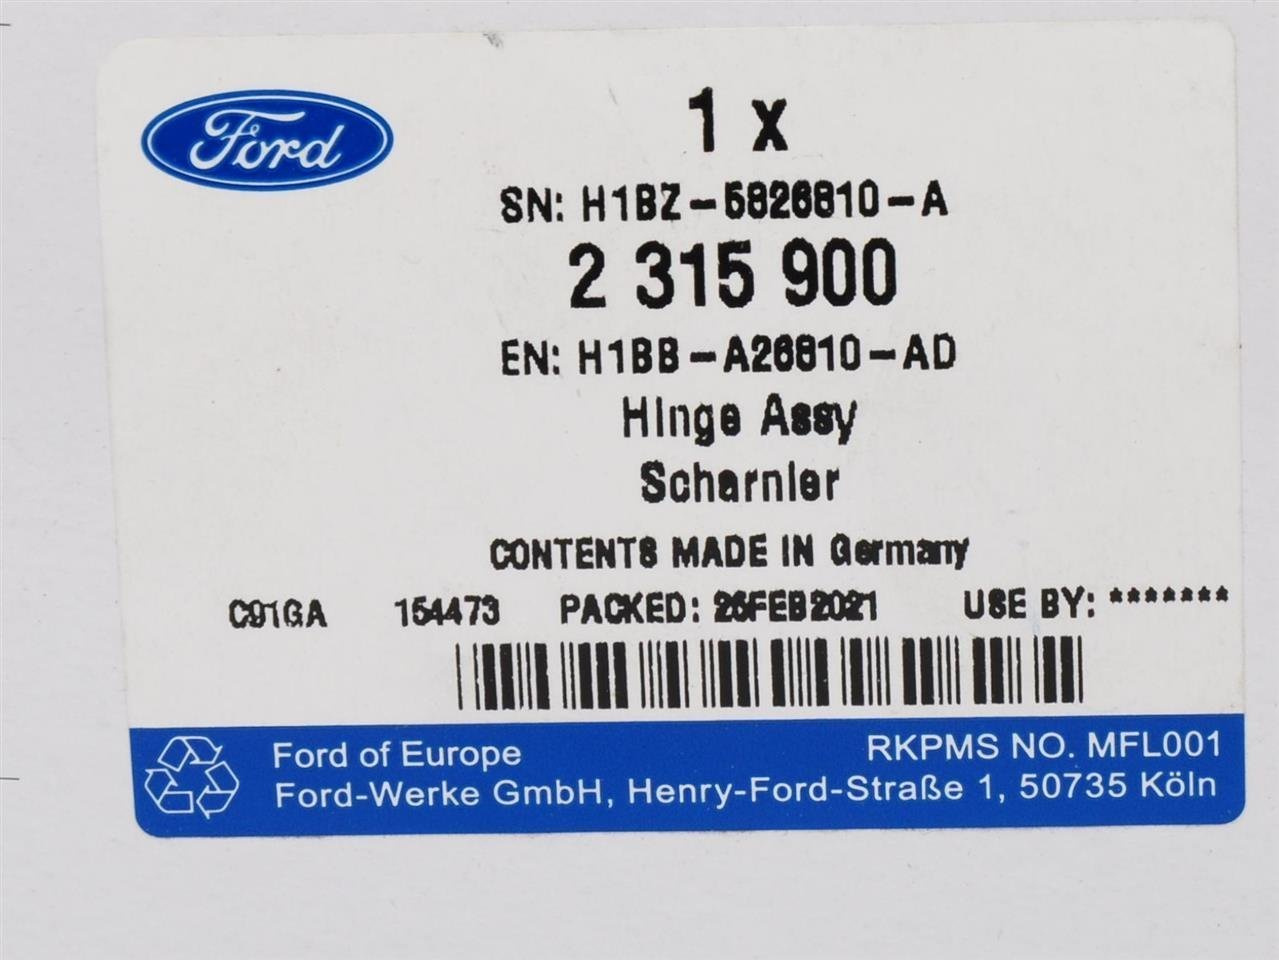 Ford
1 x
SN: H1BZ-5826810-A
2 315 900
EN: H1BB-A26810-AD
Hinge Assy
Scharnier
CONTENTS MADE IN Germany
C91GA 154473 PACKED: 25FEB2021 USE BY: *******
Ford of Europe RKPMS NO. MFL001
Ford-Werke GmbH, Henry-Ford-Straße 1, 50735 Köln